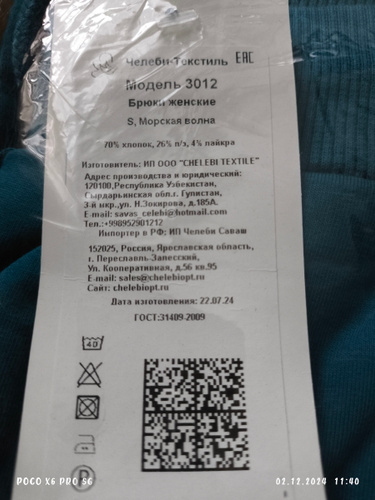 Челеби-Текстиль EAC
Модель 3012
Брюки женские
S, Морская волна
70% хлопок, 26% п/э, 4% лайкра
Изготовитель: ИП ООО "CHELEBI TEXTILE"
Адрес производства и юридический:
120100,Республика Узбекистан,
Сырдарьинская обл.г. Гулистан,
3-й мкр.,ул. Н.Зокирова, д.185А.
E-mail: savas_celebi@hotmail.com
Тел.:+998952901212
Импортер в РФ: ИП Челеби Саваш
152025, Россия, Ярославская область,
г. Переславль-Залесский,
Ул. Кооперативная, д.56 кв.95
E-mail: sales@chelebiopt.ru
Сайт: chelebiopt.ru
Дата изготовления: 22.07.24
ГОСТ:31409-2009
40
P
POCO X6 PRO 5G
02.12.2024 11:40